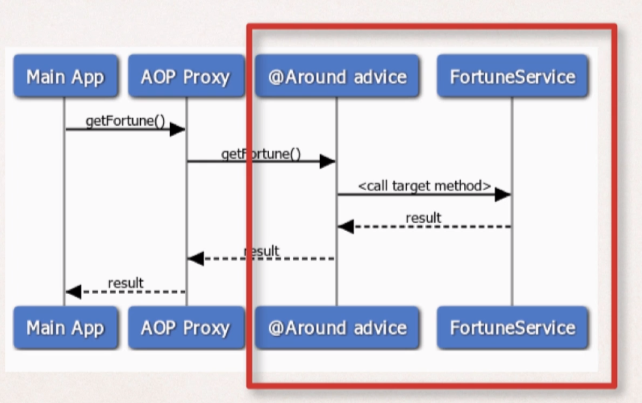 Main App
AOP Proxy
@Around advice
FortuneService
getFortune()
getFortune()
<call target method>
result
result
result
Main App
AOP Proxy
@Around advice
FortuneService